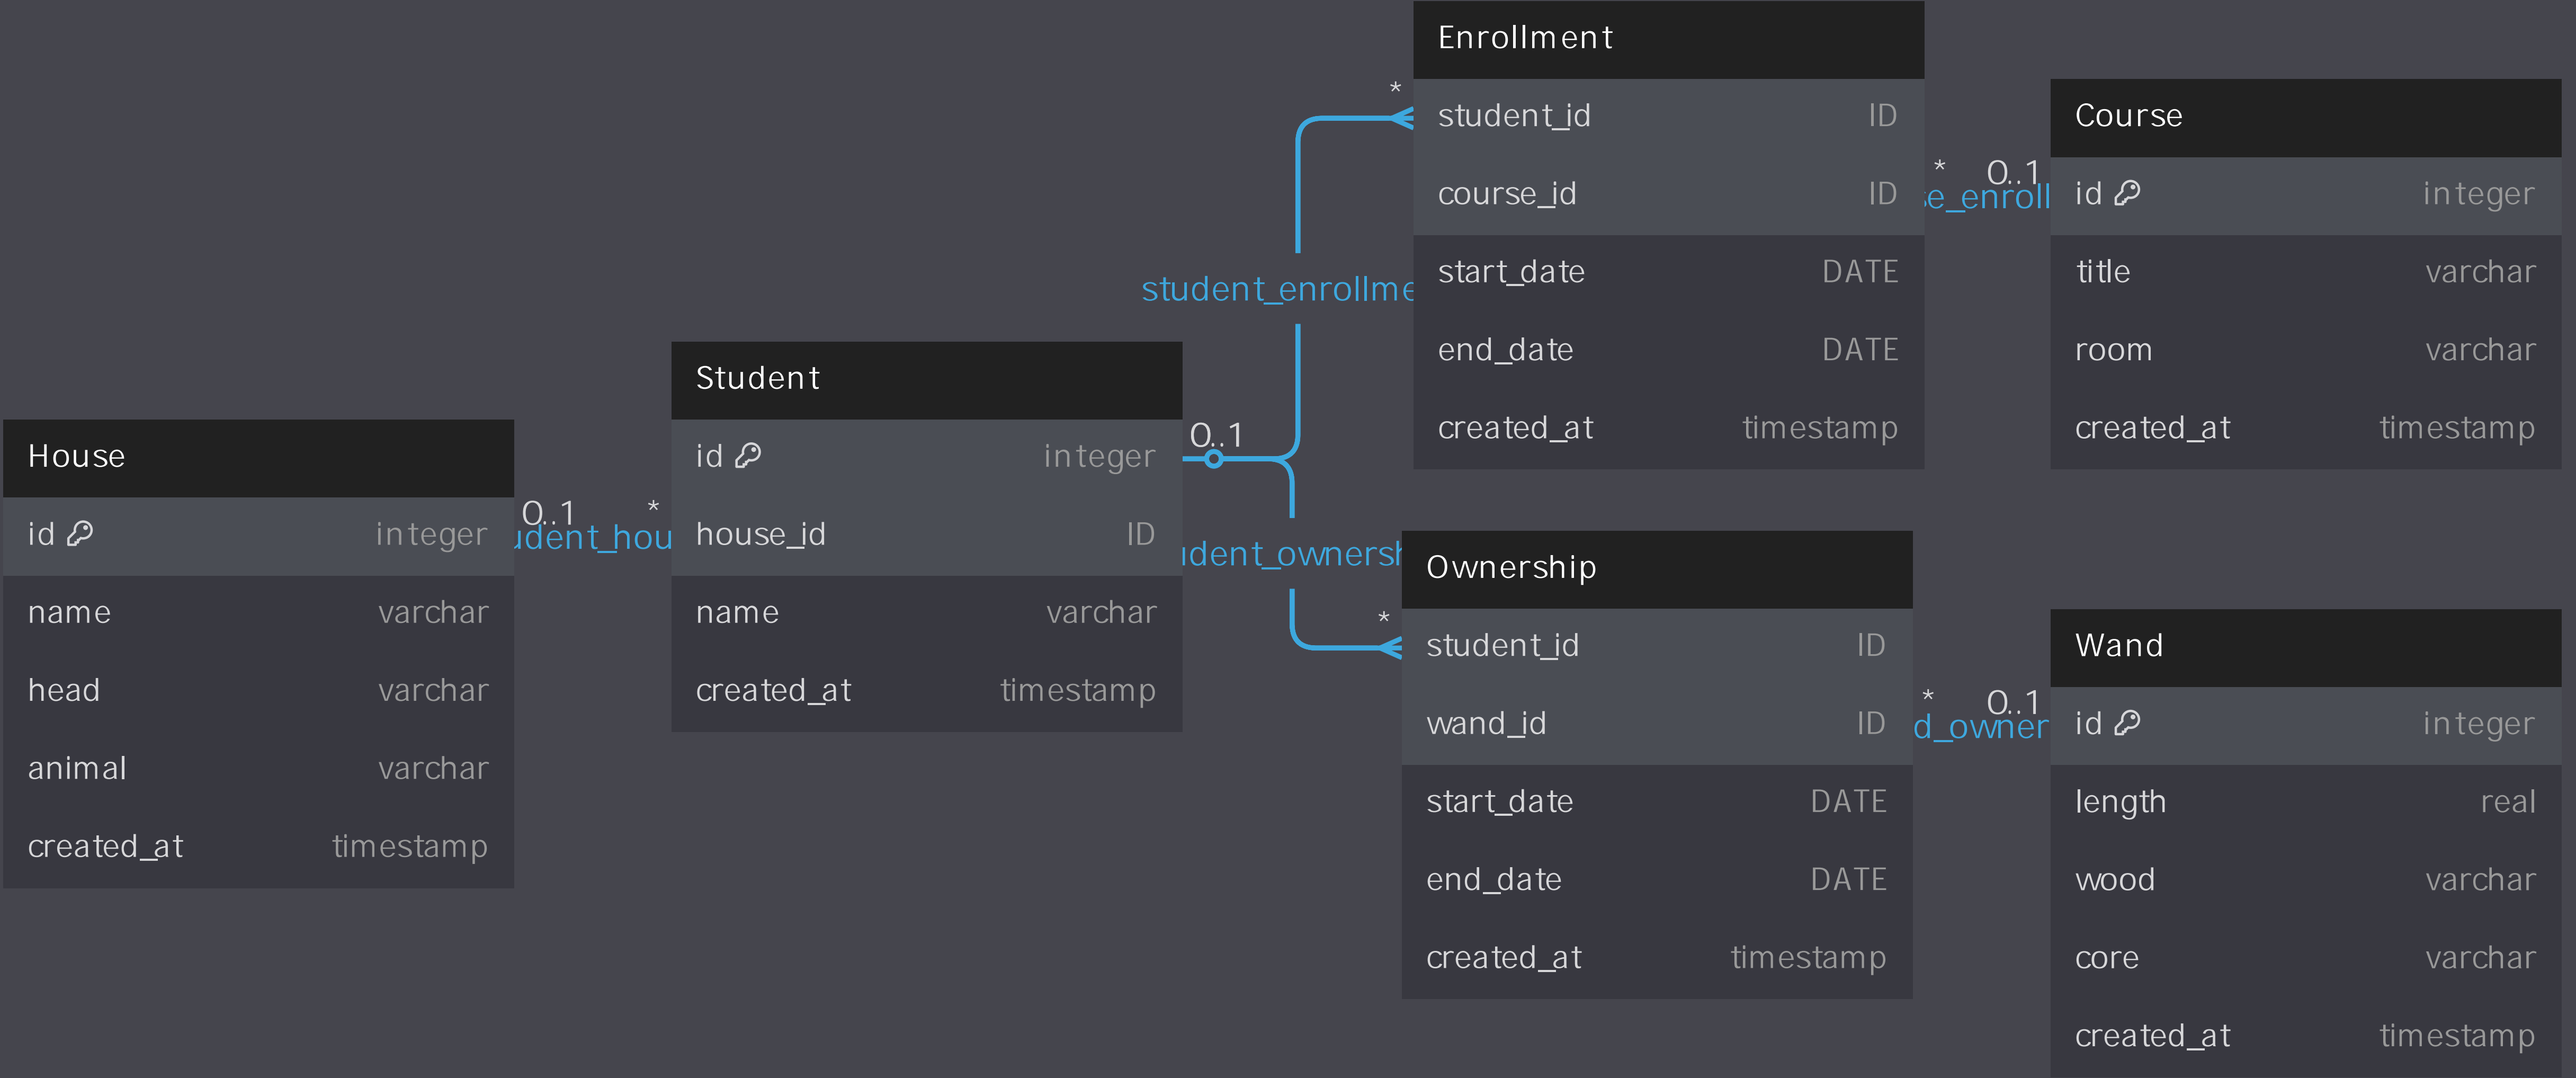 House
id integer
name varchar
head varchar
animal varchar
created_at timestamp
0..1 *
udent_hou
Student
id integer
house_id ID
name varchar
created_at timestamp
0..1
*
student_enrollme
udent_ownersh
*
Enrollment
student_id ID
course_id ID
start_date DATE
end_date DATE
created_at timestamp
* 0..1
e_enroll
Course
id integer
title varchar
room varchar
created_at timestamp
Ownership
student_id ID
wand_id ID
start_date DATE
end_date DATE
created_at timestamp
* 0..1
d_owner
Wand
id integer
length real
wood varchar
core varchar
created_at timestamp